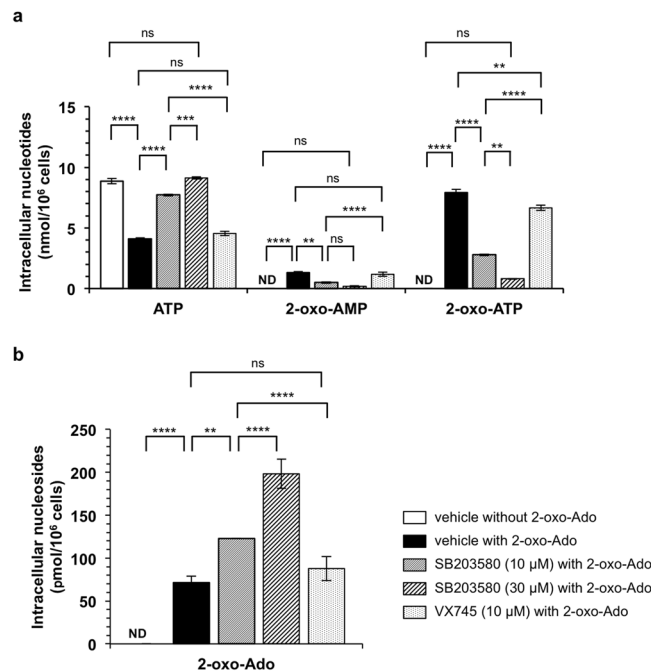 a
ns
ns
****
**** *** ****
Intracellular nucleotides
(nmol/10⁶ cells)
15
10
5
0
ATP
ns
ns
****
**** ** ns
ND
2-oxo-AMP
ns
**
****
****
**** **
ND
2-oxo-ATP
b
ns
****
**** ** ****
Intracellular nucleosides
(pmol/10⁶ cells)
250
200
150
100
50
0
ND
2-oxo-Ado
vehicle without 2-oxo-Ado
vehicle with 2-oxo-Ado
SB203580 (10 µM) with 2-oxo-Ado
SB203580 (30 µM) with 2-oxo-Ado
VX745 (10 µM) with 2-oxo-Ado